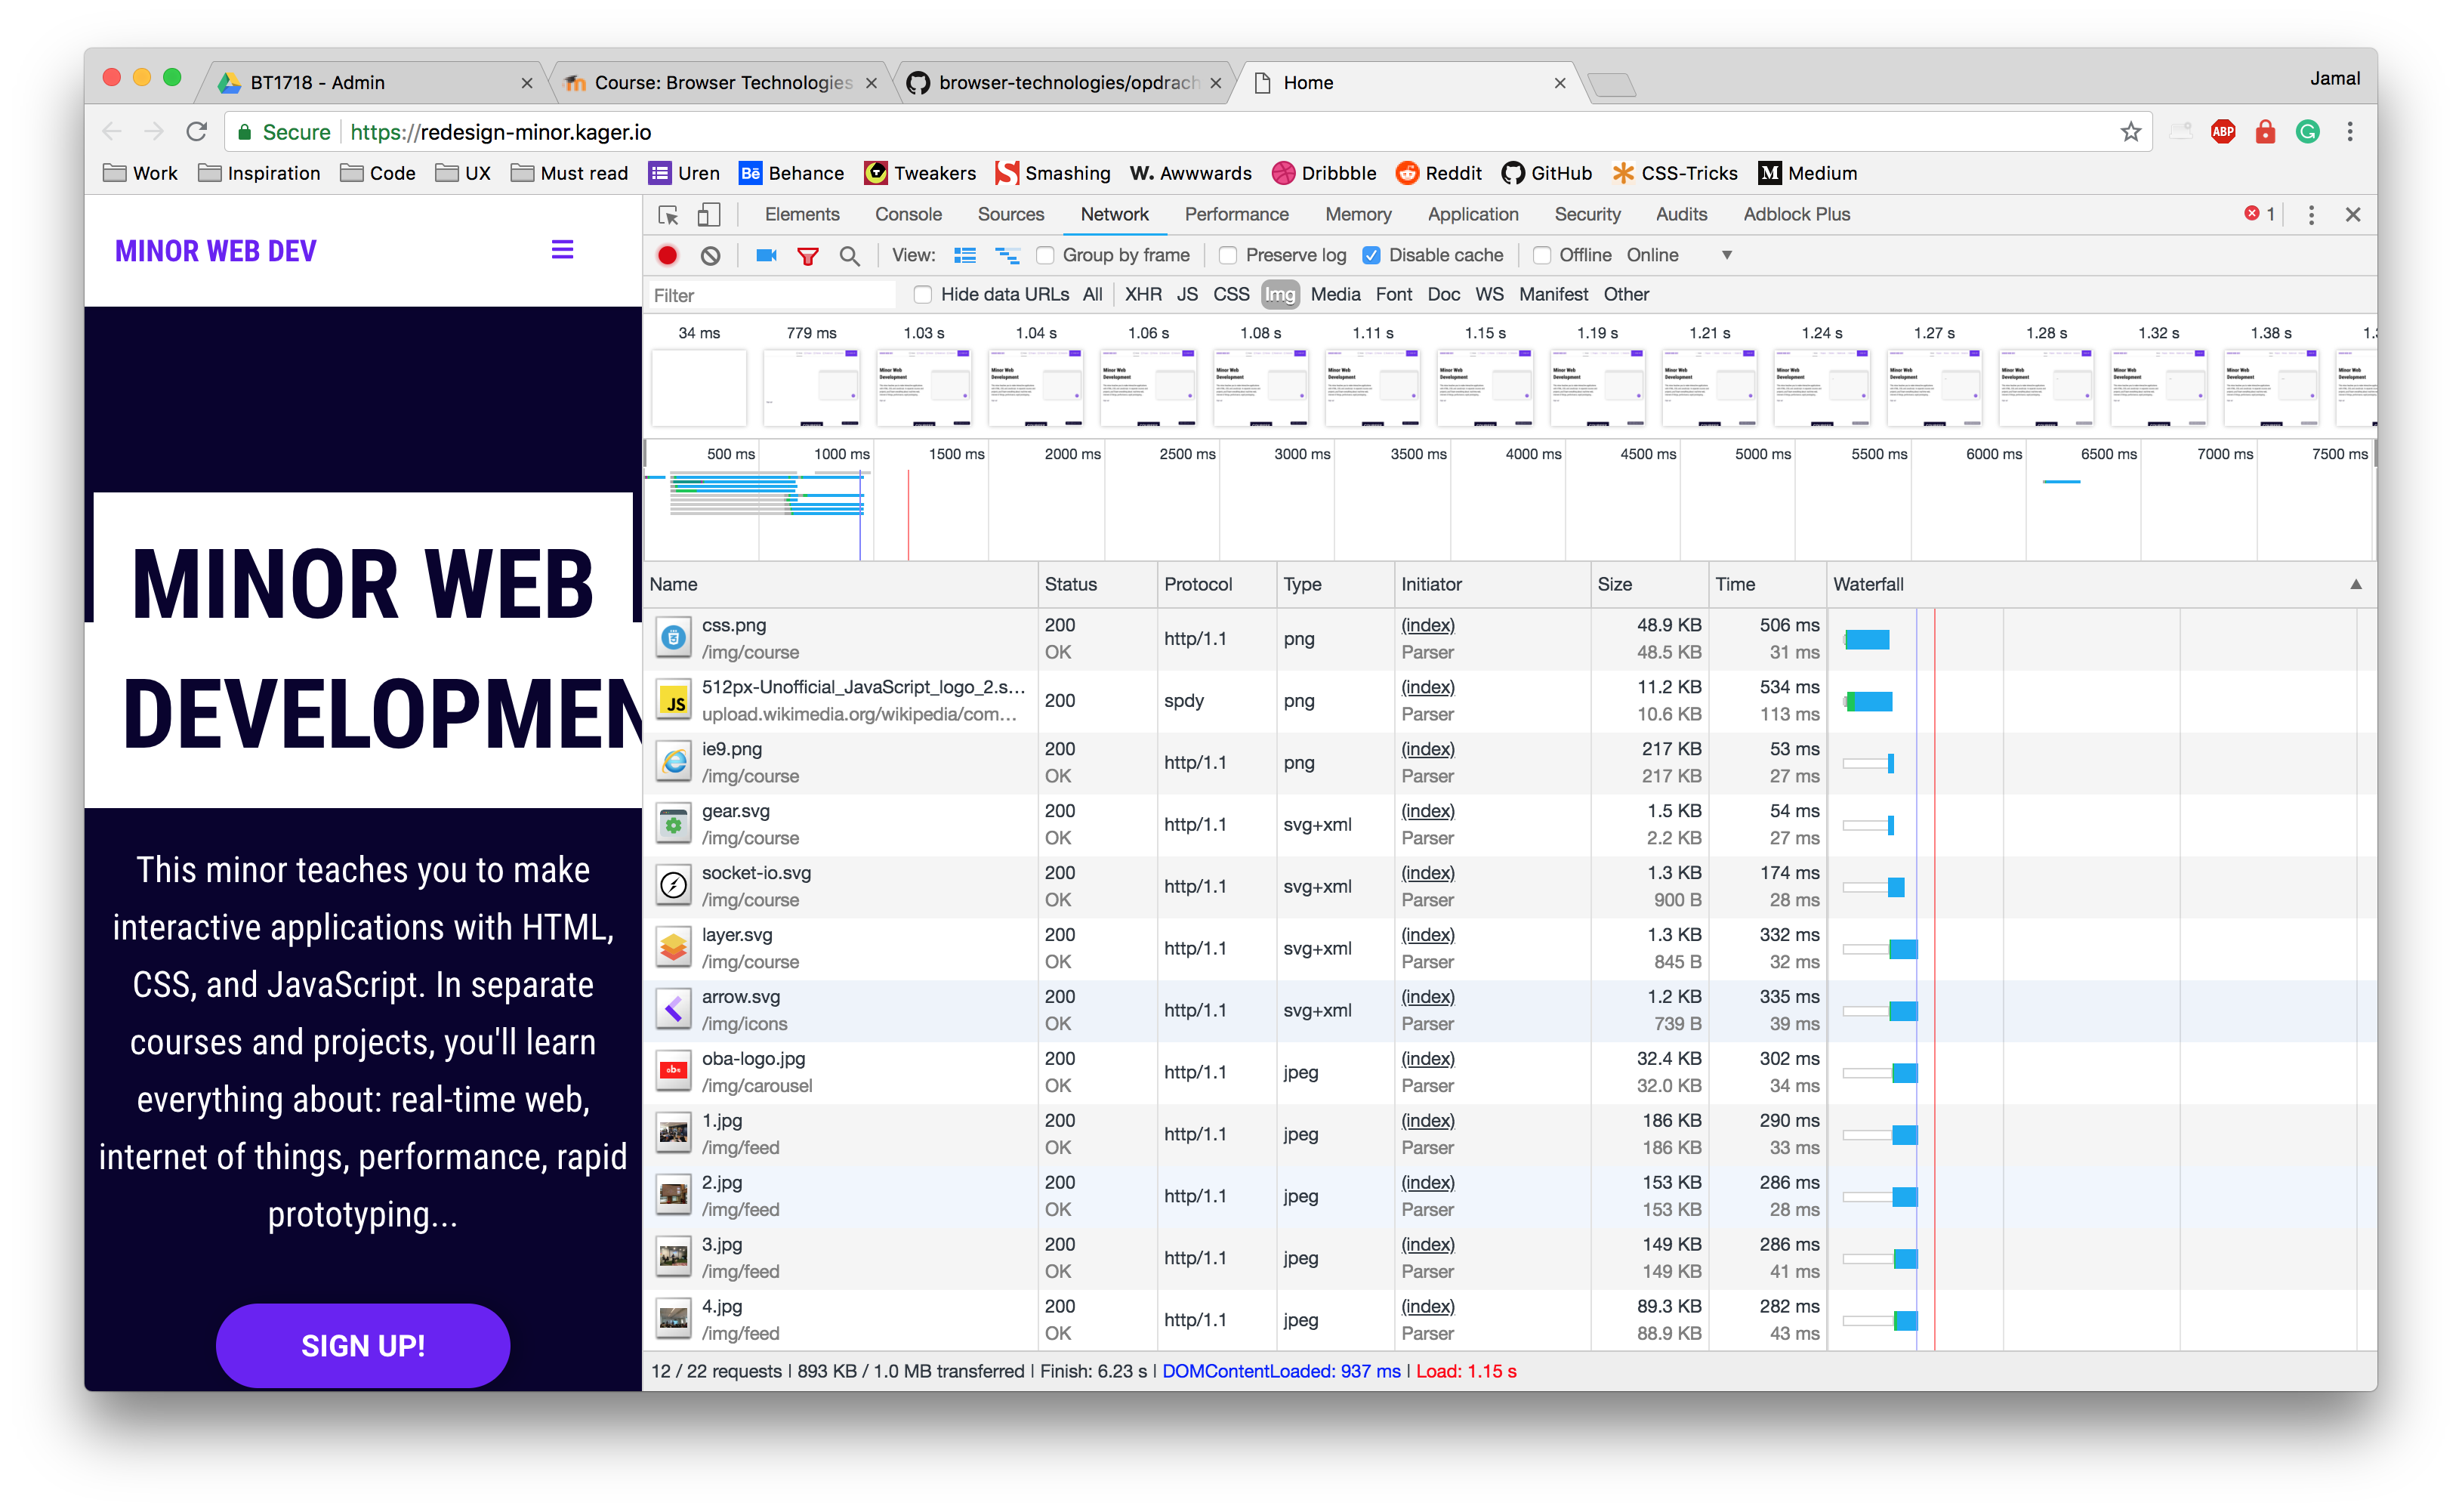 BT1718 - Admin
Course: Browser Technologies
browser-technologies/opdrach
Home
Jamal
Secure https://redesign-minor.kager.io
ABP
Work Inspiration Code UX Must read Uren Bē Behance Tweakers Smashing W. Awwwards Dribbble Reddit GitHub CSS-Tricks M Medium
MINOR WEB DEV
MINOR WEB
DEVELOPMEN
This minor teaches you to make
interactive applications with HTML,
CSS, and JavaScript. In separate
courses and projects, you'll learn
everything about: real-time web,
internet of things, performance, rapid
prototyping...
SIGN UP!
Elements Console Sources Network Performance Memory Application Security Audits Adblock Plus 1
View: Group by frame Preserve log Disable cache Offline Online
Filter Hide data URLs All XHR JS CSS Img Media Font Doc WS Manifest Other
34 ms 779 ms 1.03 s 1.04 s 1.06 s 1.08 s 1.11 s 1.15 s 1.19 s 1.21 s 1.24 s 1.27 s 1.28 s 1.32 s 1.38 s
500 ms 1000 ms 1500 ms 2000 ms 2500 ms 3000 ms 3500 ms 4000 ms 4500 ms 5000 ms 5500 ms 6000 ms 6500 ms 7000 ms 7500 ms
Name Status Protocol Type Initiator Size Time Waterfall
css.png 200 http/1.1 png (index) 48.9 KB 506 ms
/img/course OK Parser 48.5 KB 31 ms
JS 512px-Unofficial_JavaScript_logo_2.s... 200 spdy png (index) 11.2 KB 534 ms
upload.wikimedia.org/wikipedia/com... Parser 10.6 KB 113 ms
ie9.png 200 http/1.1 png (index) 217 KB 53 ms
/img/course OK Parser 217 KB 27 ms
gear.svg 200 http/1.1 svg+xml (index) 1.5 KB 54 ms
/img/course OK Parser 2.2 KB 27 ms
socket-io.svg 200 http/1.1 svg+xml (index) 1.3 KB 174 ms
/img/course OK Parser 900 B 28 ms
layer.svg 200 http/1.1 svg+xml (index) 1.3 KB 332 ms
/img/course OK Parser 845 B 32 ms
arrow.svg 200 http/1.1 svg+xml (index) 1.2 KB 335 ms
/img/icons OK Parser 739 B 39 ms
oba-logo.jpg 200 http/1.1 jpeg (index) 32.4 KB 302 ms
/img/carousel OK Parser 32.0 KB 34 ms
1.jpg 200 http/1.1 jpeg (index) 186 KB 290 ms
/img/feed OK Parser 186 KB 33 ms
2.jpg 200 http/1.1 jpeg (index) 153 KB 286 ms
/img/feed OK Parser 153 KB 28 ms
3.jpg 200 http/1.1 jpeg (index) 149 KB 286 ms
/img/feed OK Parser 149 KB 41 ms
4.jpg 200 http/1.1 jpeg (index) 89.3 KB 282 ms
/img/feed OK Parser 88.9 KB 43 ms
12 / 22 requests | 893 KB / 1.0 MB transferred | Finish: 6.23 s | DOMContentLoaded: 937 ms | Load: 1.15 s